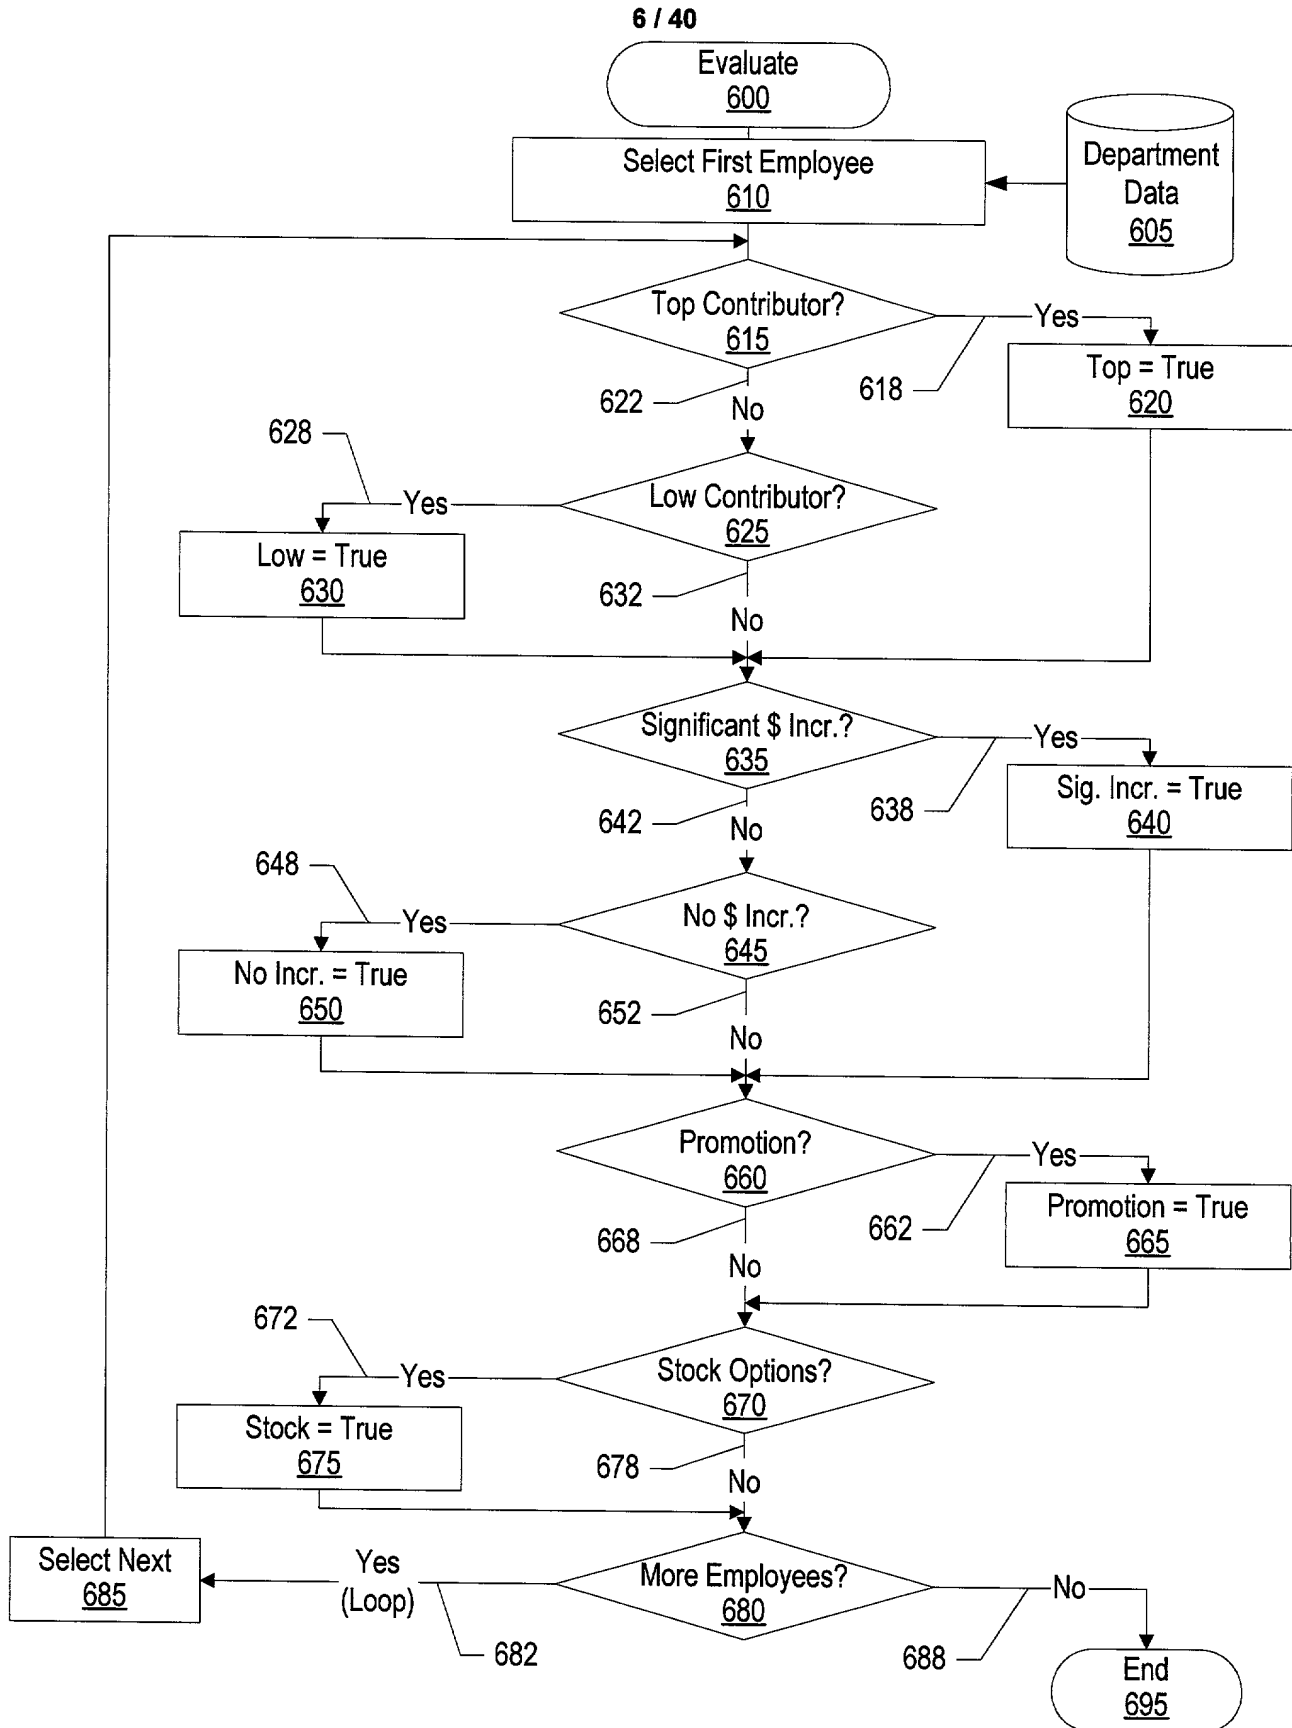 6 / 40
Evaluate
600
Select First Employee
610
Department
Data
605
Top Contributor?
615
Yes
618
Top = True
620
622
No
628
Yes
Low Contributor?
625
Low = True
630
632
No
Significant $ Incr.?
635
Yes
638
Sig. Incr. = True
640
642
No
648
Yes
No $ Incr.?
645
No Incr. = True
650
652
No
Promotion?
660
Yes
662
Promotion = True
665
668
No
672
Yes
Stock Options?
670
Stock = True
675
678
No
Select Next
685
Yes
(Loop)
682
More Employees?
680
No
688
End
695